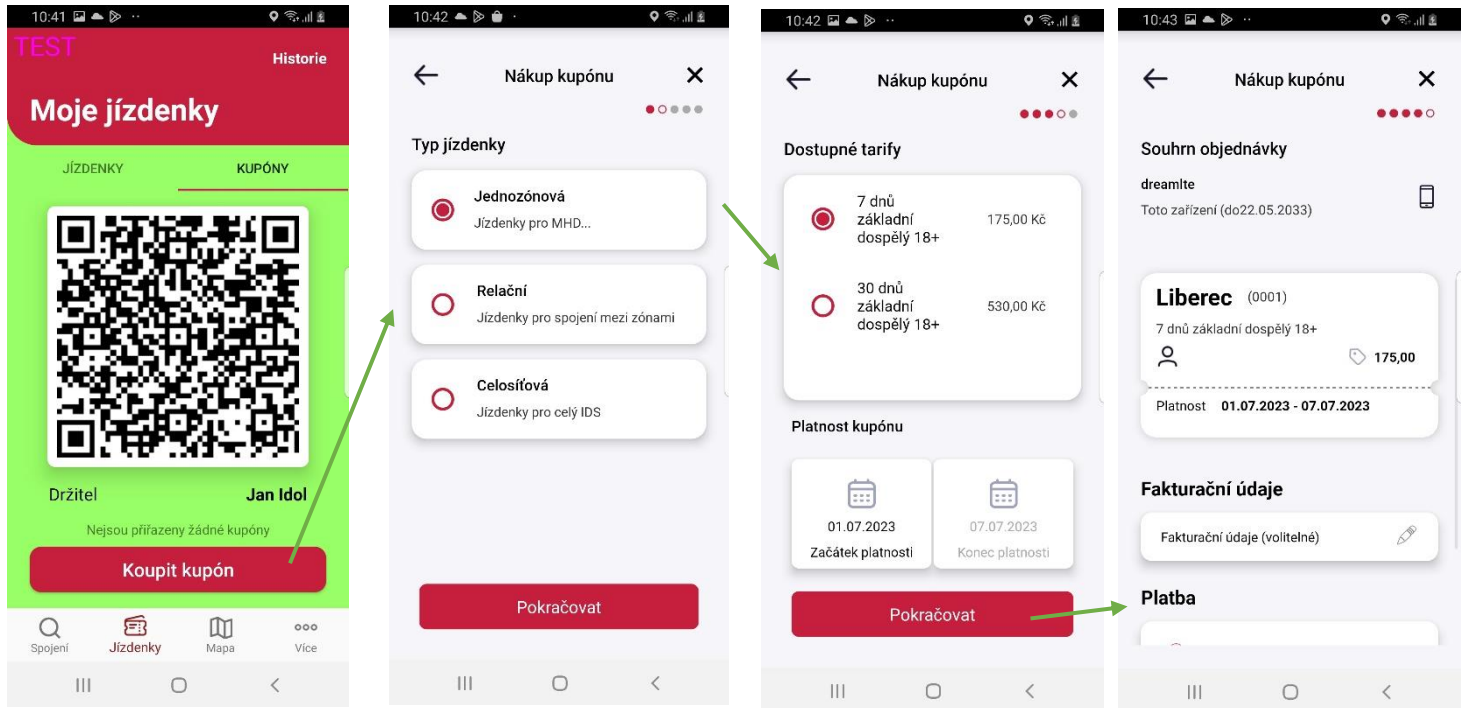 10:41
TEST
Historie
Moje jízdenky
JÍZDENKY
KUPÓNY
Držitel
Jan Idol
Nejsou přiřazeny žádné kupóny
Koupit kupón
Spojení
Jízdenky
Mapa
Více
10:42
Nákup kupónu
Typ jízdenky
Jednozónová
Jízdenky pro MHD...
Relační
Jízdenky pro spojení mezi zónami
Celosíťová
Jízdenky pro celý IDS
Pokračovat
10:42
Nákup kupónu
Dostupné tarify
7 dnů
základní
dospělý 18+
175,00 Kč
30 dnů
základní
dospělý 18+
530,00 Kč
Platnost kupónu
01.07.2023
Začátek platnosti
07.07.2023
Konec platnosti
Pokračovat
10:43
Nákup kupónu
Souhrn objednávky
dreamlte
Toto zařízení (do22.05.2033)
Liberec (0001)
7 dnů základní dospělý 18+
175,00
Platnost 01.07.2023 - 07.07.2023
Fakturační údaje
Fakturační údaje (volitelné)
Platba